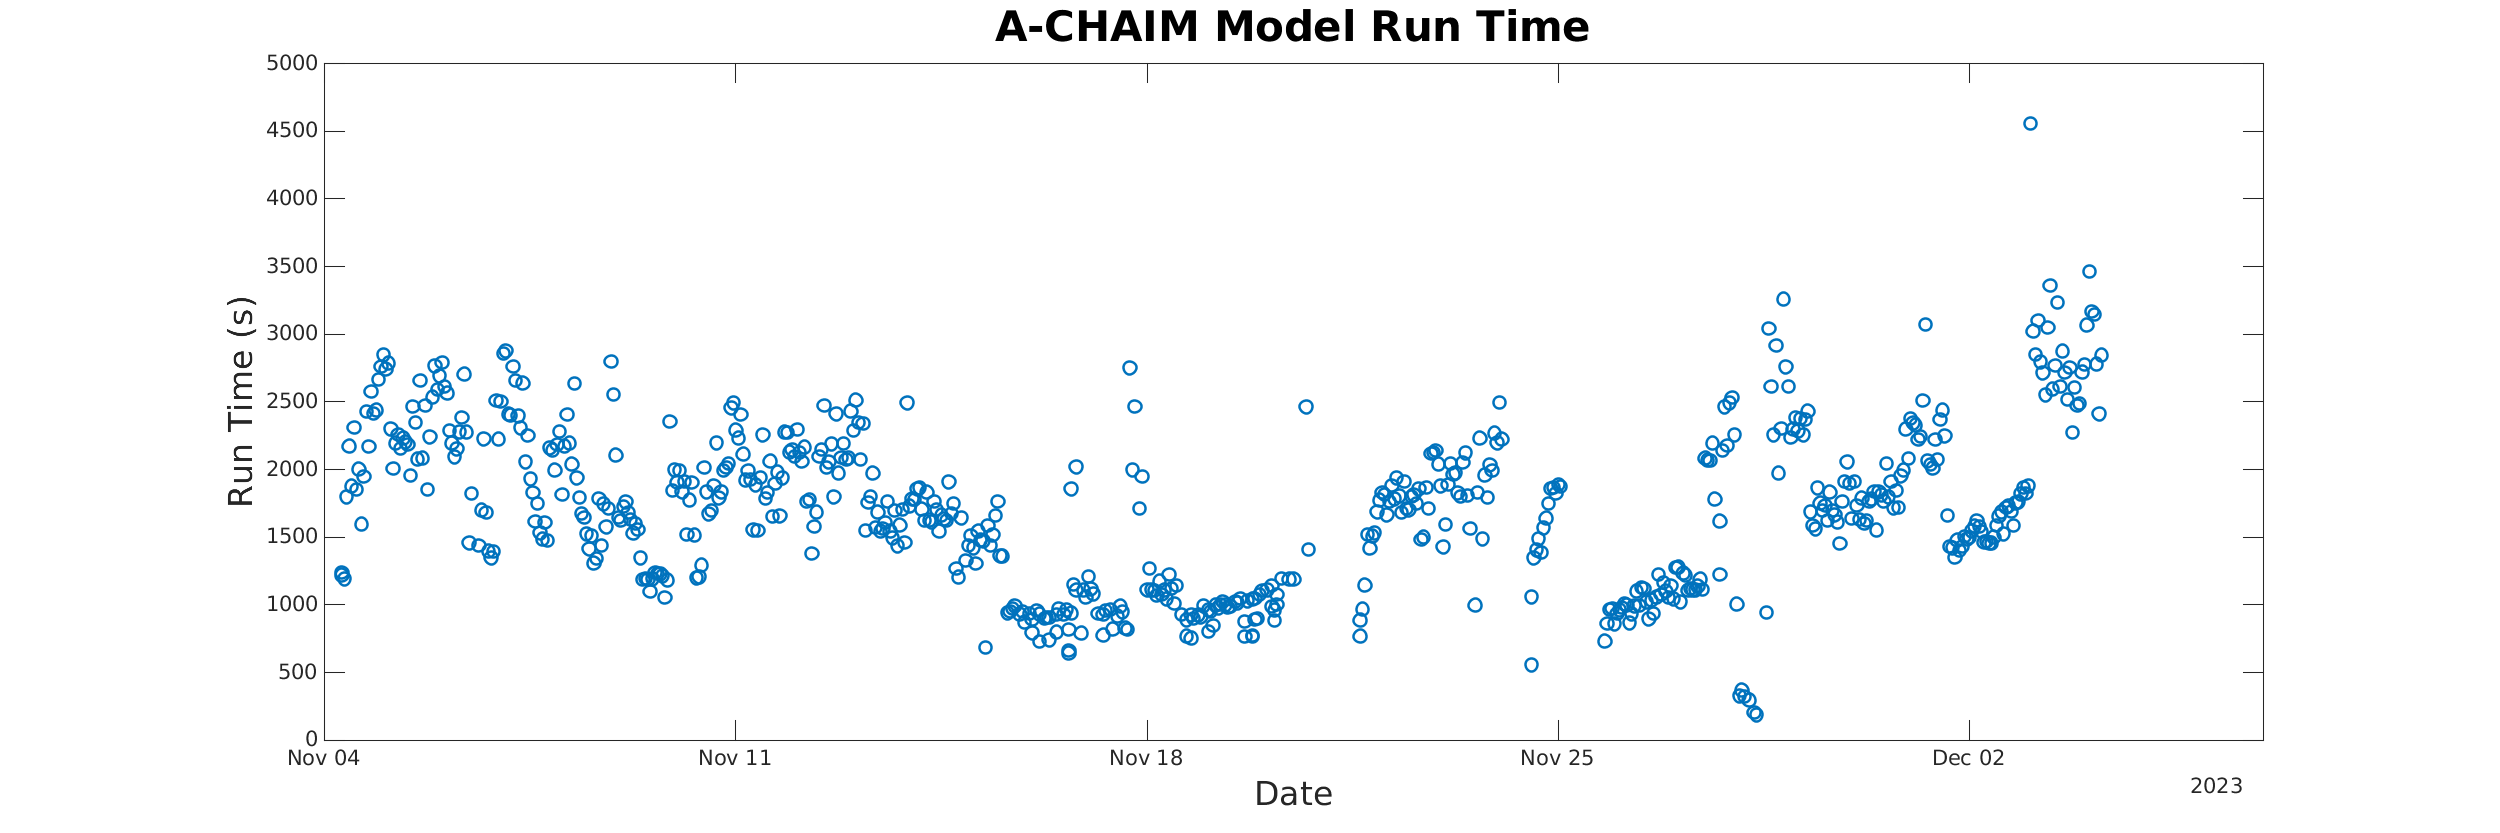 A-CHAIM Model Run Time
5000
4500
4000
3500
3000
2500
2000
1500
1000
500
0
Run Time (s)
Nov 04
Nov 11
Nov 18
Nov 25
Dec 02
2023
Date